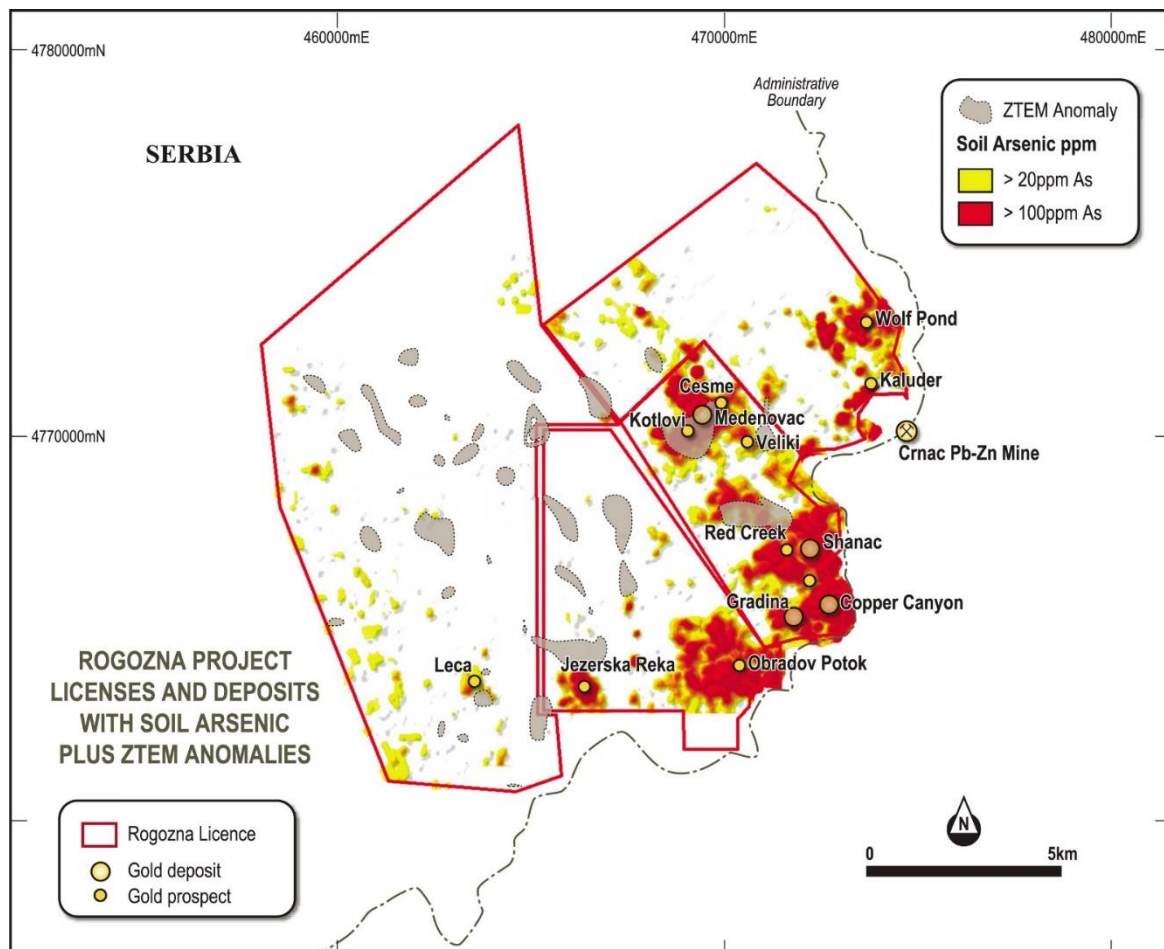 460000mE
470000mE
480000mE
4780000mN
Administrative
Boundary
SERBIA
ZTEM Anomaly
Soil Arsenic ppm
> 20ppm As
> 100ppm As
Wolf Pond
Kaluder
Cesme
Kotlovi
Medenovac
4770000mN
Veliki
Crnac Pb-Zn Mine
Red Creek
Shanac
Gradina
Copper Canyon
Leca
Jezerska Reka
Obradov Potok
ROGOZNA PROJECT
LICENSES AND DEPOSITS
WITH SOIL ARSENIC
PLUS ZTEM ANOMALIES
Rogozna Licence
Gold deposit
Gold prospect
N
0
5km